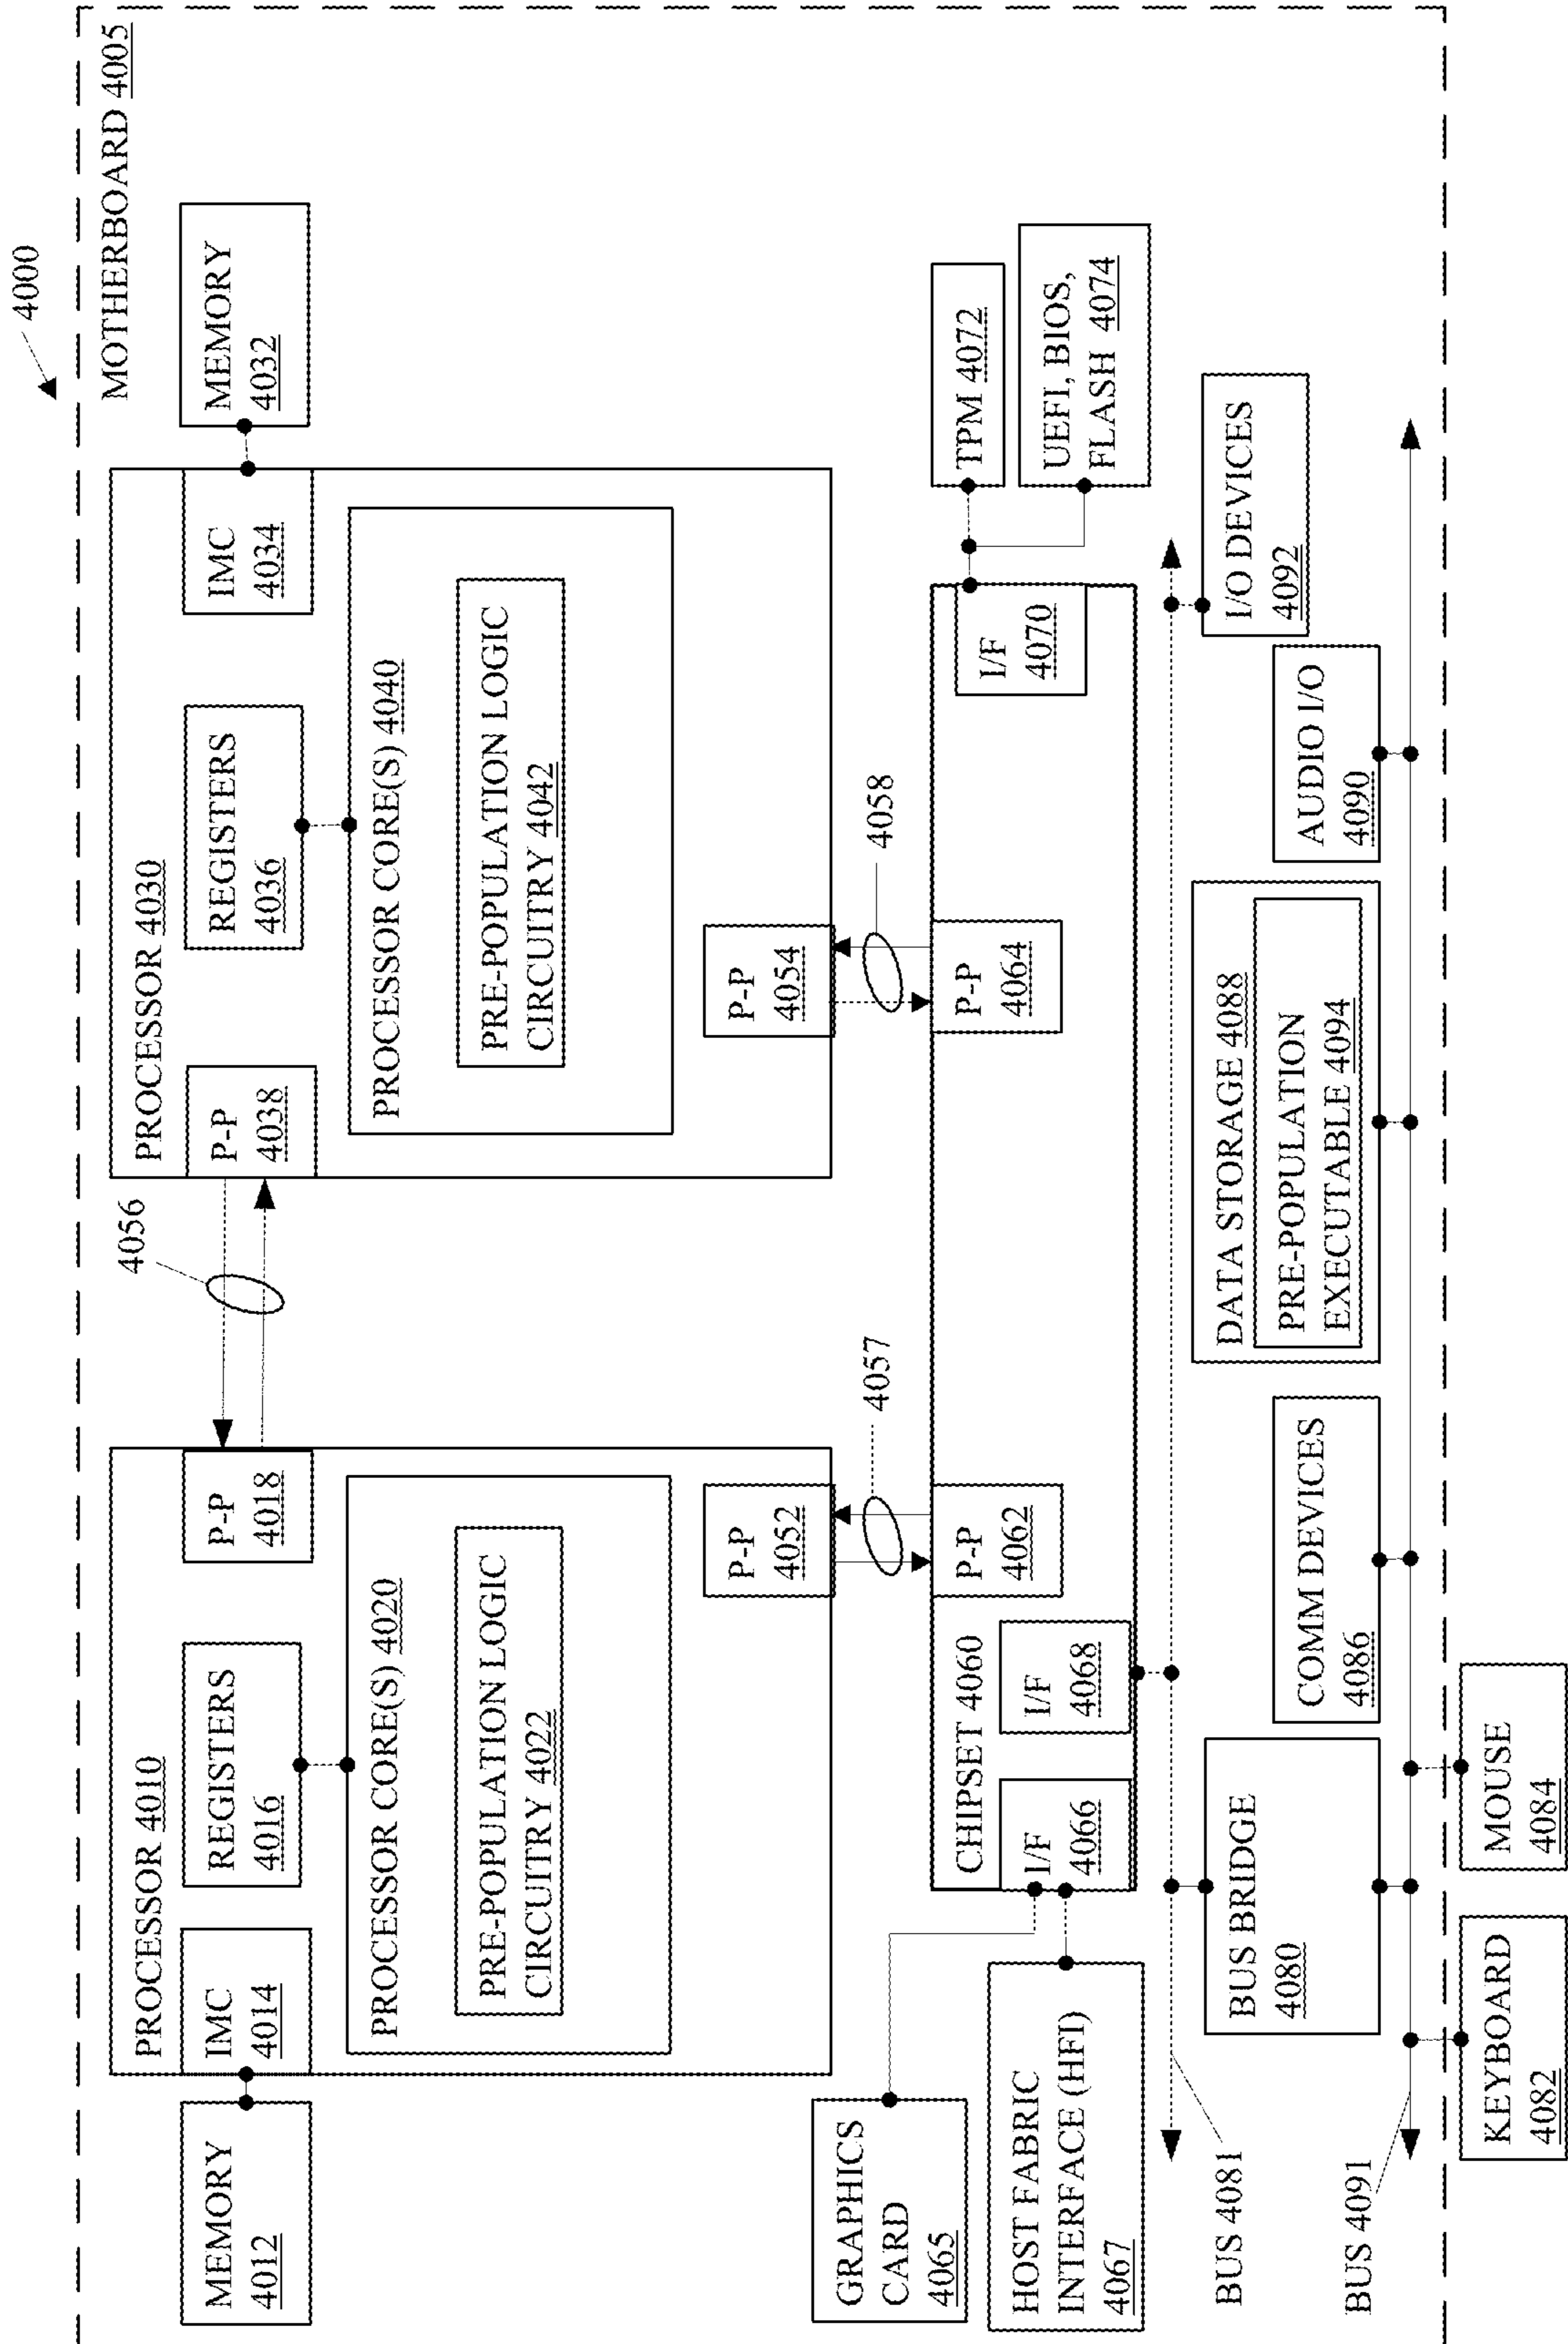 4000
MOTHERBOARD 4005
MEMORY
4012
PROCESSOR 4010
IMC
4014
REGISTERS
4016
P-P
4018
PROCESSOR CORE(S) 4020
PRE-POPULATION LOGIC
CIRCUITRY 4022
P-P
4052
4056
PROCESSOR 4030
P-P
4038
REGISTERS
4036
IMC
4034
MEMORY
4032
PROCESSOR CORE(S) 4040
PRE-POPULATION LOGIC
CIRCUITRY 4042
P-P
4054
4057
4058
GRAPHICS
CARD
4065
HOST FABRIC
INTERFACE (HFI)
4067
CHIPSET 4060
I/F
4066
I/F
4068
P-P
4062
P-P
4064
I/F
4070
TPM 4072
UEFI, BIOS,
FLASH 4074
BUS 4081
BUS BRIDGE
4080
COMM DEVICES
4086
DATA STORAGE 4088
PRE-POPULATION
EXECUTABLE 4094
AUDIO I/O
4090
I/O DEVICES
4092
BUS 4091
KEYBOARD
4082
MOUSE
4084